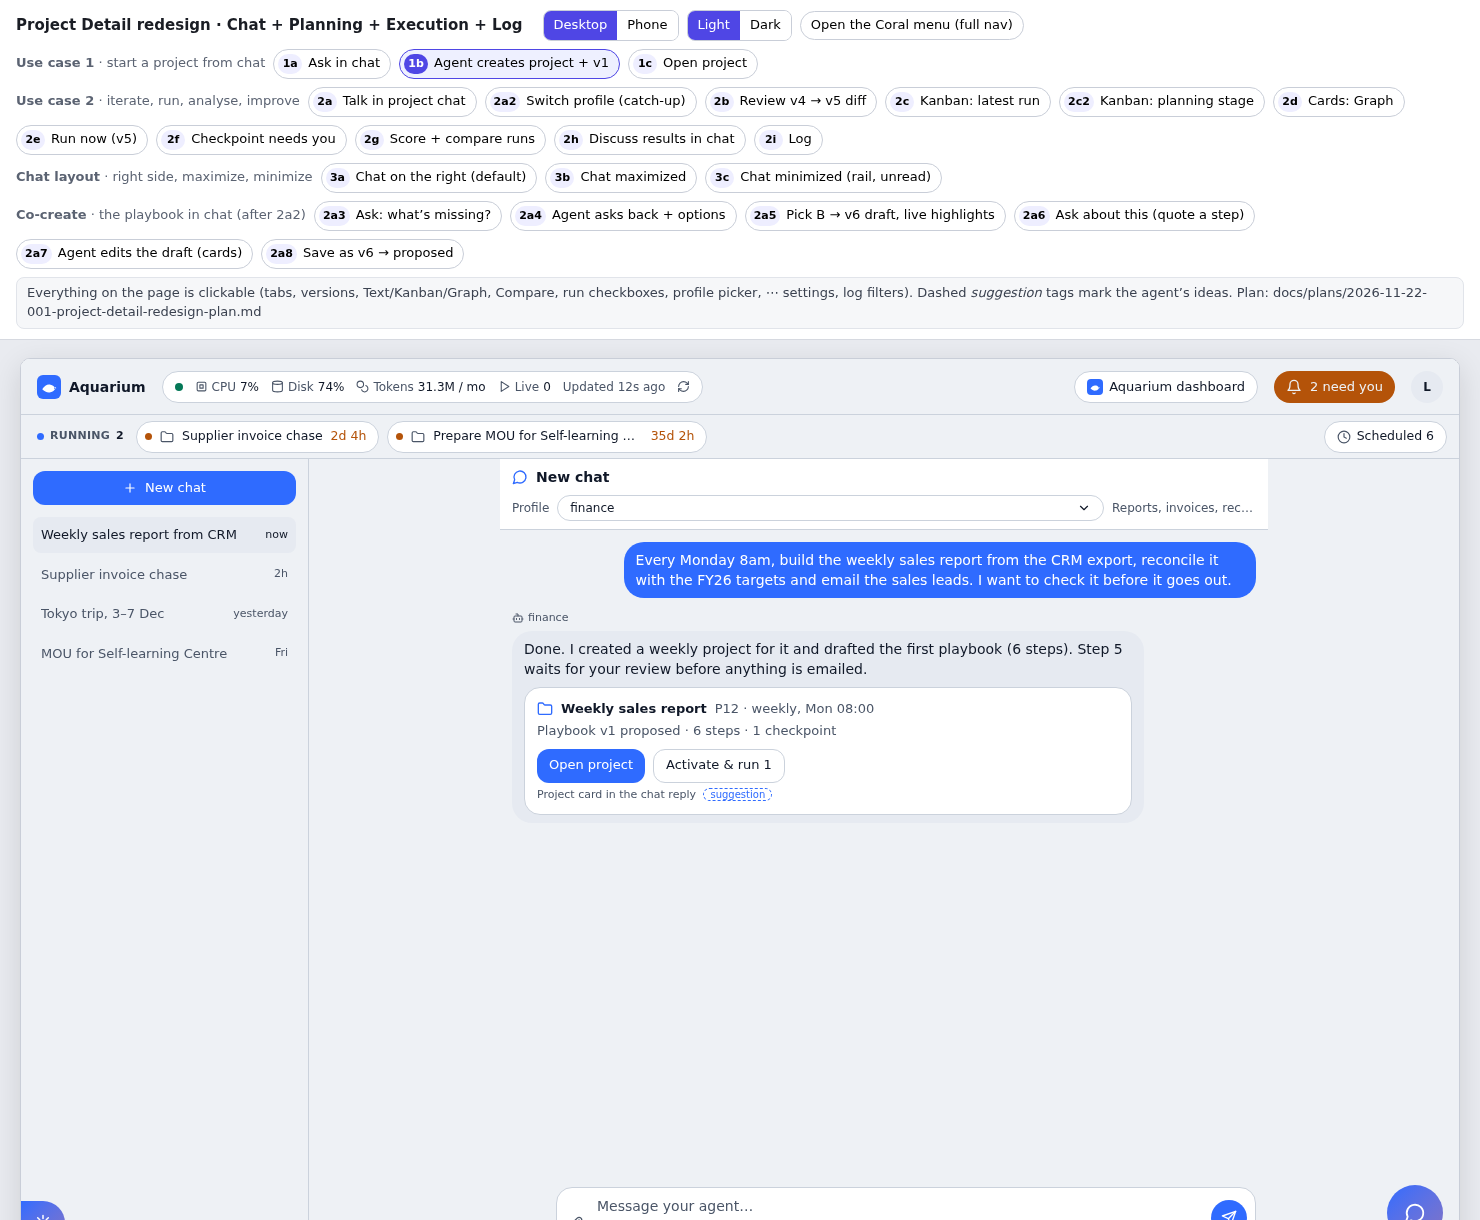 Project Detail redesign · Chat + Planning + Execution + Log Desktop Phone Light Dark Open the Coral menu (full nav)
Use case 1 · start a project from chat 1a Ask in chat 1b Agent creates project + v1 1c Open project
Use case 2 · iterate, run, analyse, improve 2a Talk in project chat 2a2 Switch profile (catch-up) 2b Review v4 → v5 diff 2c Kanban: latest run 2c2 Kanban: planning stage 2d Cards: Graph
2e Run now (v5) 2f Checkpoint needs you 2g Score + compare runs 2h Discuss results in chat 2i Log
Chat layout · right side, maximize, minimize 3a Chat on the right (default) 3b Chat maximized 3c Chat minimized (rail, unread)
Co-create · the playbook in chat (after 2a2) 2a3 Ask: what's missing? 2a4 Agent asks back + options 2a5 Pick B → v6 draft, live highlights 2a6 Ask about this (quote a step)
2a7 Agent edits the draft (cards) 2a8 Save as v6 → proposed
Everything on the page is clickable (tabs, versions, Text/Kanban/Graph, Compare, run checkboxes, profile picker, ··· settings, log filters). Dashed suggestion tags mark the agent's ideas. Plan: docs/plans/2026-11-22-
001-project-detail-redesign-plan.md
Aquarium CPU 7% Disk 74% Tokens 31.3M / mo Live 0 Updated 12s ago Aquarium dashboard 2 need you L
RUNNING 2 Supplier invoice chase 2d 4h Prepare MOU for Self-learning ... 35d 2h Scheduled 6
New chat
Weekly sales report from CRM now
Supplier invoice chase 2h
Tokyo trip, 3–7 Dec yesterday
MOU for Self-learning Centre Fri
New chat
Profile finance Reports, invoices, rec...
Every Monday 8am, build the weekly sales report from the CRM export, reconcile it
with the FY26 targets and email the sales leads. I want to check it before it goes out.
finance
Done. I created a weekly project for it and drafted the first playbook (6 steps). Step 5
waits for your review before anything is emailed.
Weekly sales report P12 · weekly, Mon 08:00
Playbook v1 proposed · 6 steps · 1 checkpoint
Open project Activate & run 1
Project card in the chat reply suggestion
Message your agent...